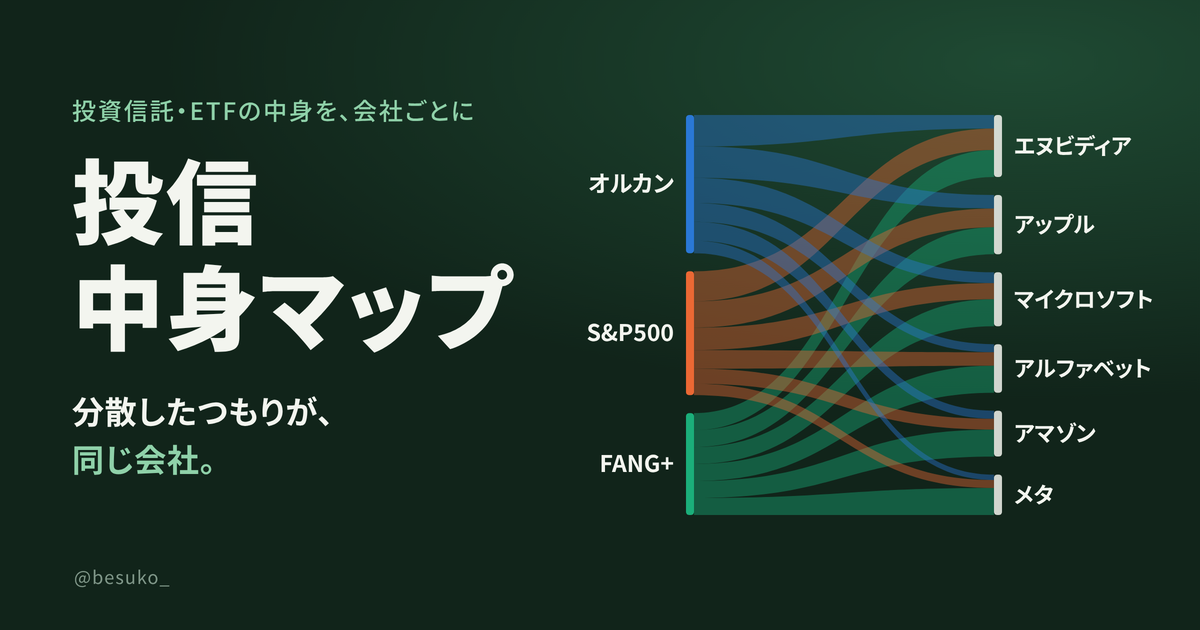 投資信託・ETFの中身を、会社ごとに
投信
中身マップ
分散したつもりが、
同じ会社。
@besuko_
オルカン
S&P500
FANG+
エヌビディア
アップル
マイクロソフト
アルファベット
アマゾン
メタ